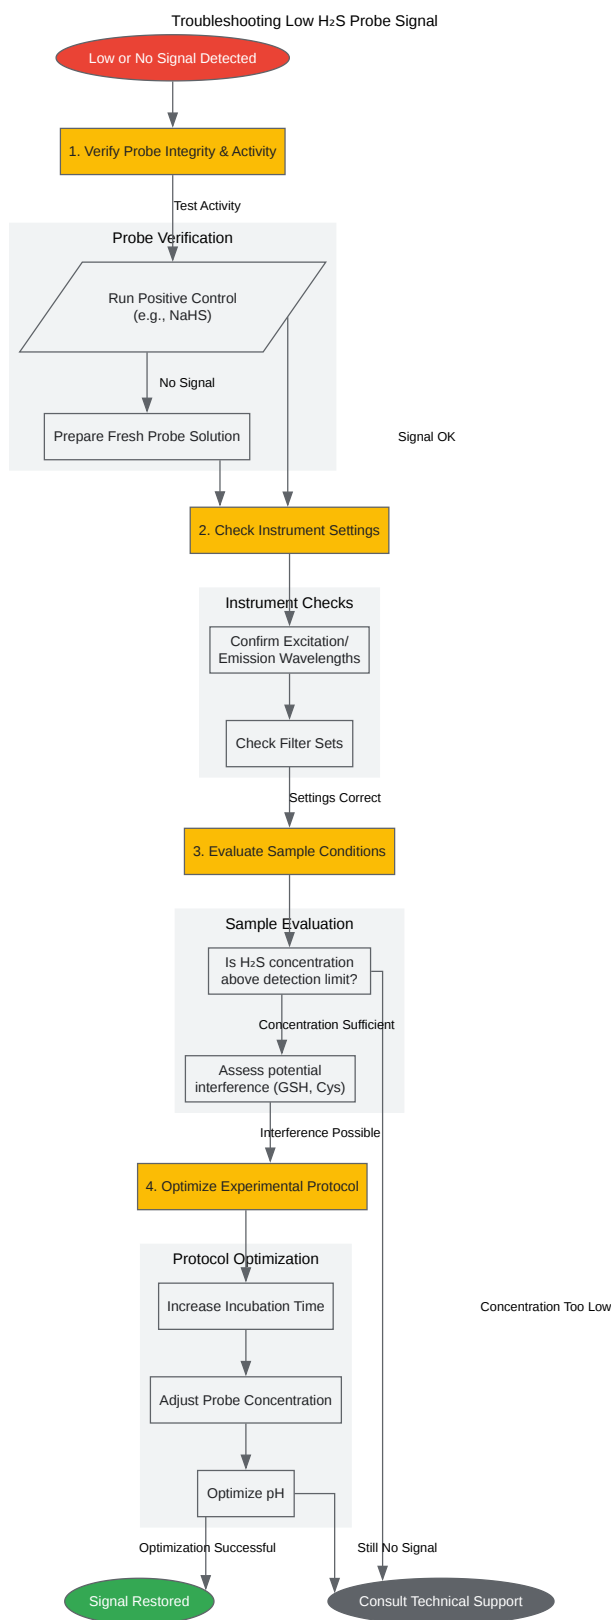 Troubleshooting Low H₂S Probe Signal
Low or No Signal Detected
1. Verify Probe Integrity & Activity
Test Activity
Probe Verification
Run Positive Control
(e.g., NaHS)
No Signal
Prepare Fresh Probe Solution
Signal OK
2. Check Instrument Settings
Instrument Checks
Confirm Excitation/
Emission Wavelengths
Check Filter Sets
Settings Correct
3. Evaluate Sample Conditions
Sample Evaluation
Is H₂S concentration
above detection limit?
Concentration Sufficient
Assess potential
interference (GSH, Cys)
Interference Possible
4. Optimize Experimental Protocol
Protocol Optimization
Increase Incubation Time
Concentration Too Low
Adjust Probe Concentration
Optimize pH
Optimization Successful
Still No Signal
Signal Restored
Consult Technical Support